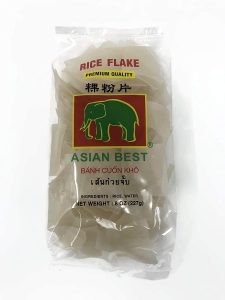 RICE FLAKE
PREMIUM QUALITY
粿粉片
ASIAN BEST®
BÁNH CUỐN KHÔ
เส้นก๋วยจั๊บ
INGREDIENTS : RICE, WATER
NET WEIGHT : 8 OZ (227g)